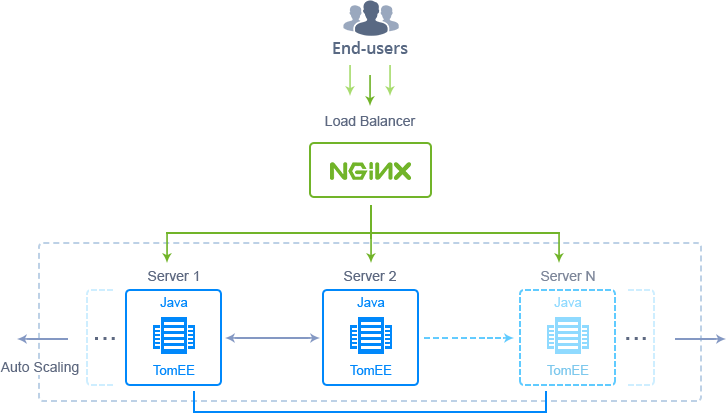 End-users
Load Balancer
NGINX
Server 1
Server 2
Server N
Java
Java
Java
...
...
TomEE
TomEE
TomEE
Auto Scaling